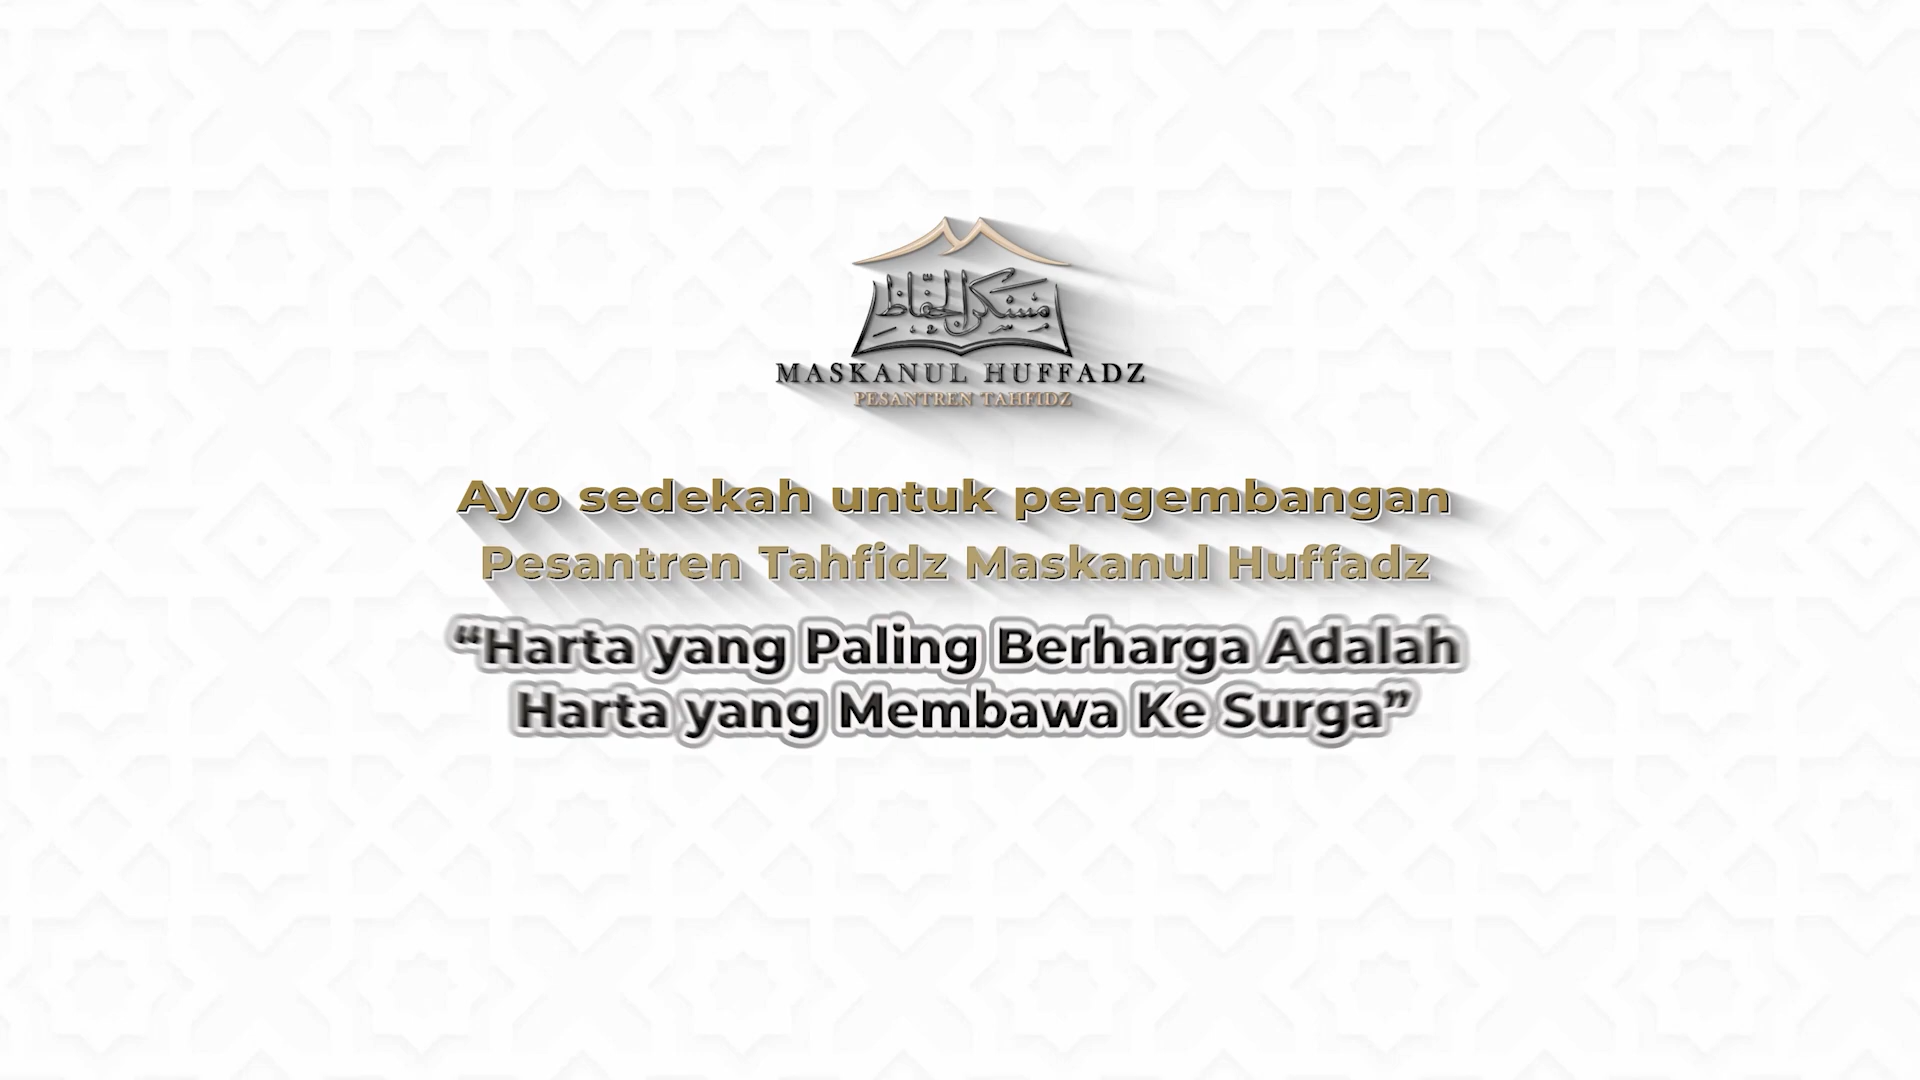 مسكن الحفاظ
MASKANUL HUFFADZ
PESANTREN TAHFIDZ
Ayo sedekah untuk pengembangan
Pesantren Tahfidz Maskanul Huffadz
“Harta yang Paling Berharga Adalah
Harta yang Membawa Ke Surga”